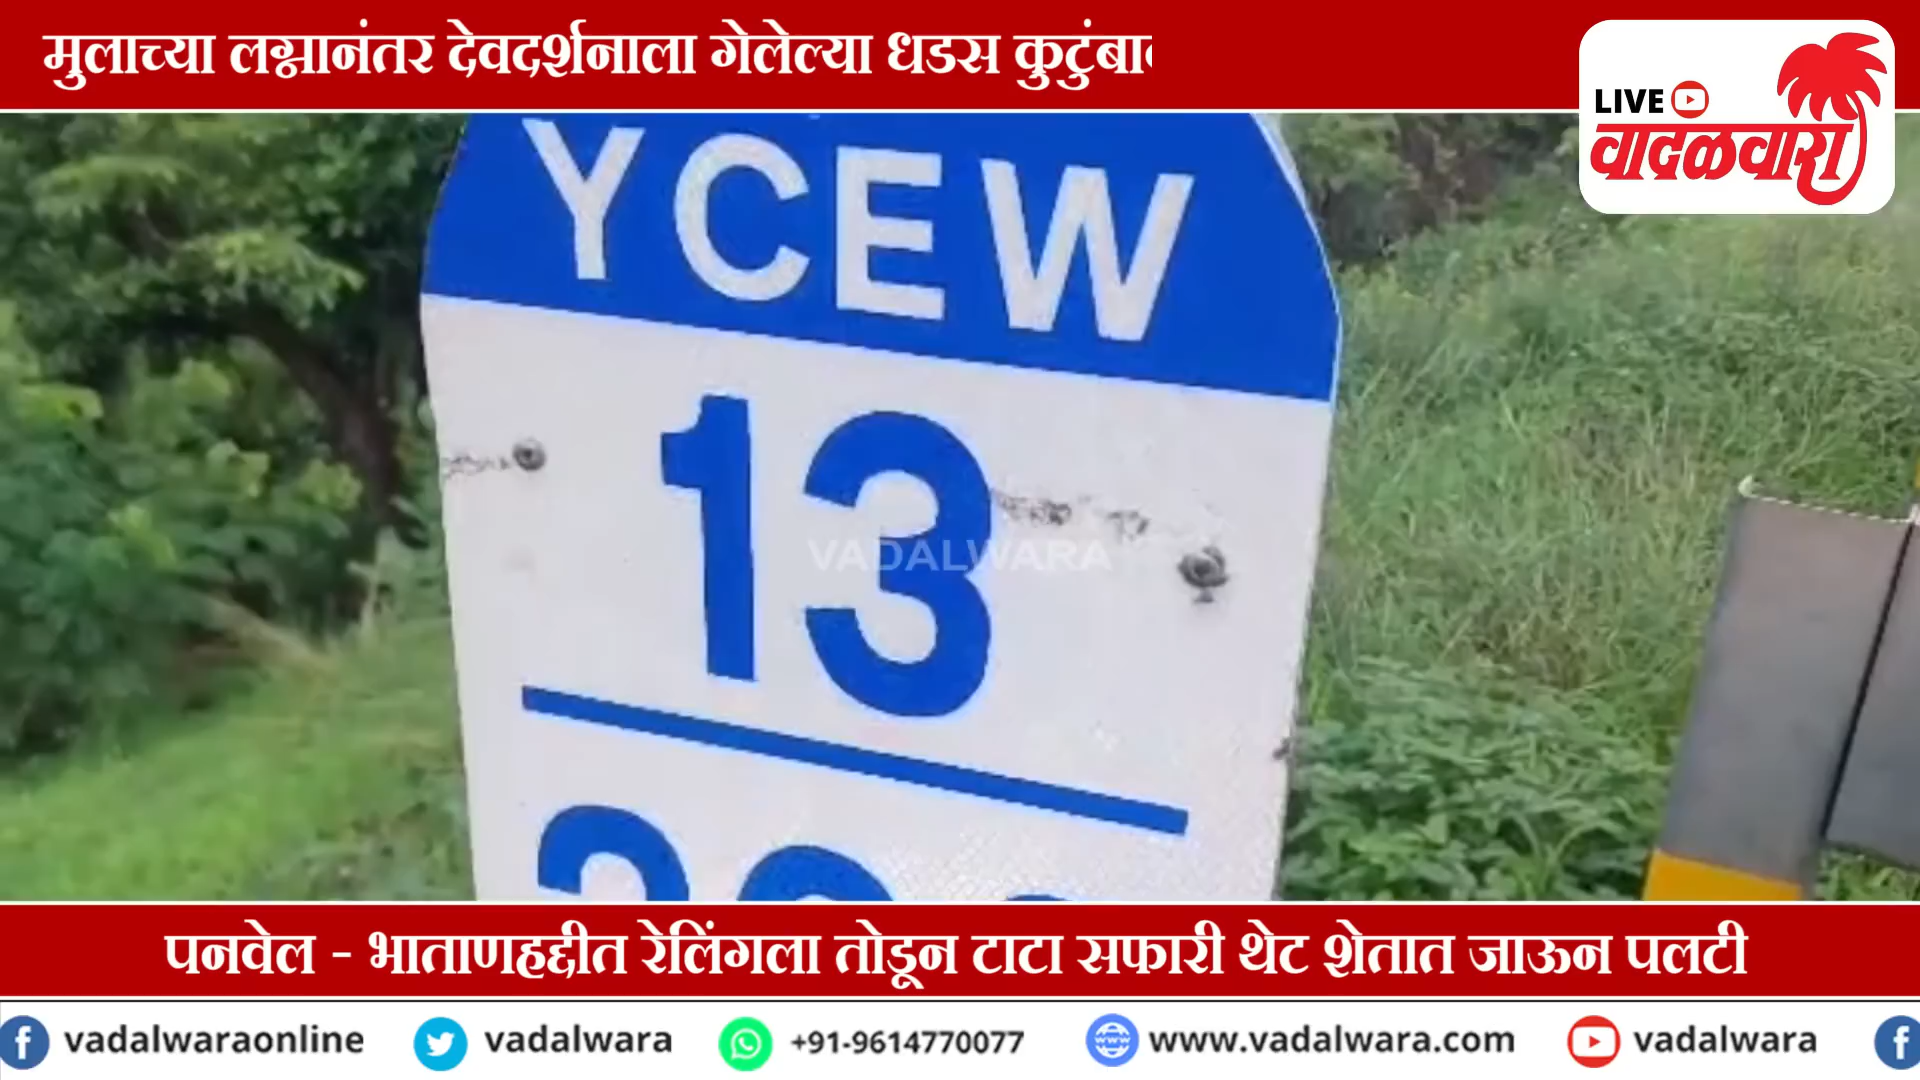 मुलाच्या लग्नानंतर देवदर्शनाला गेलेल्या धडस
LIVE
वादळवारा
YCEW
13
VADALWARA
पनवेल - भाताणहद्दीत रेलिंगला तोडून टाटा सफारी थेट शेतात जाऊन पलटी
vadalwaraonline
vadalwara
+91-9614770077
www.vadalwara.com
vadalwara